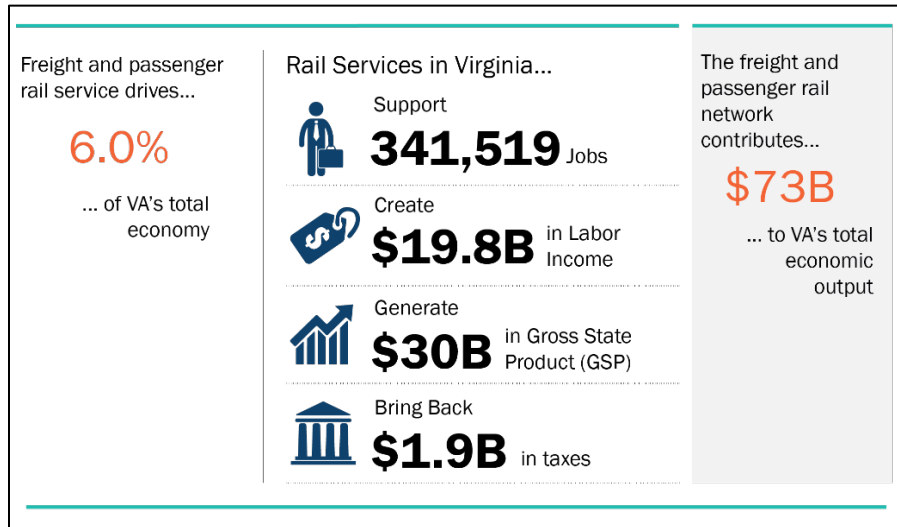 Freight and passenger
rail service drives...
6.0%
... of VA's total
economy
Rail Services in Virginia...
Support
341,519 Jobs
Create
$19.8B in Labor
Income
Generate
$30B in Gross State
Product (GSP)
Bring Back
$1.9B in taxes
The freight and
passenger rail
network
contributes...
$73B
... to VA's total
economic
output